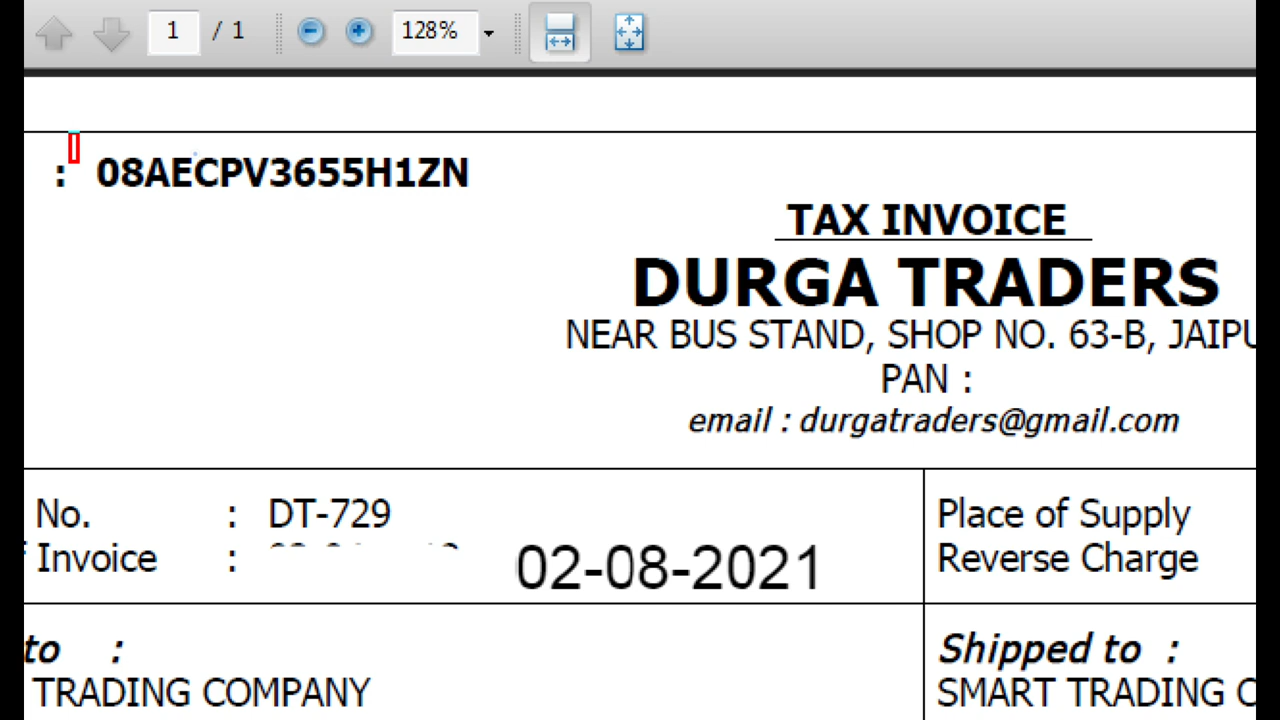 1 / 1 128%
: 08AECPV3655H1ZN
TAX INVOICE
DURGA TRADERS
NEAR BUS STAND, SHOP NO. 63-B,
PAN :
email : durgatraders@gmail.com
No. : DT-729 Place of Supply
Invoice : 02-08-2021 Reverse Charge
to : Shipped to :
TRADING COMPANY SMART TRADING